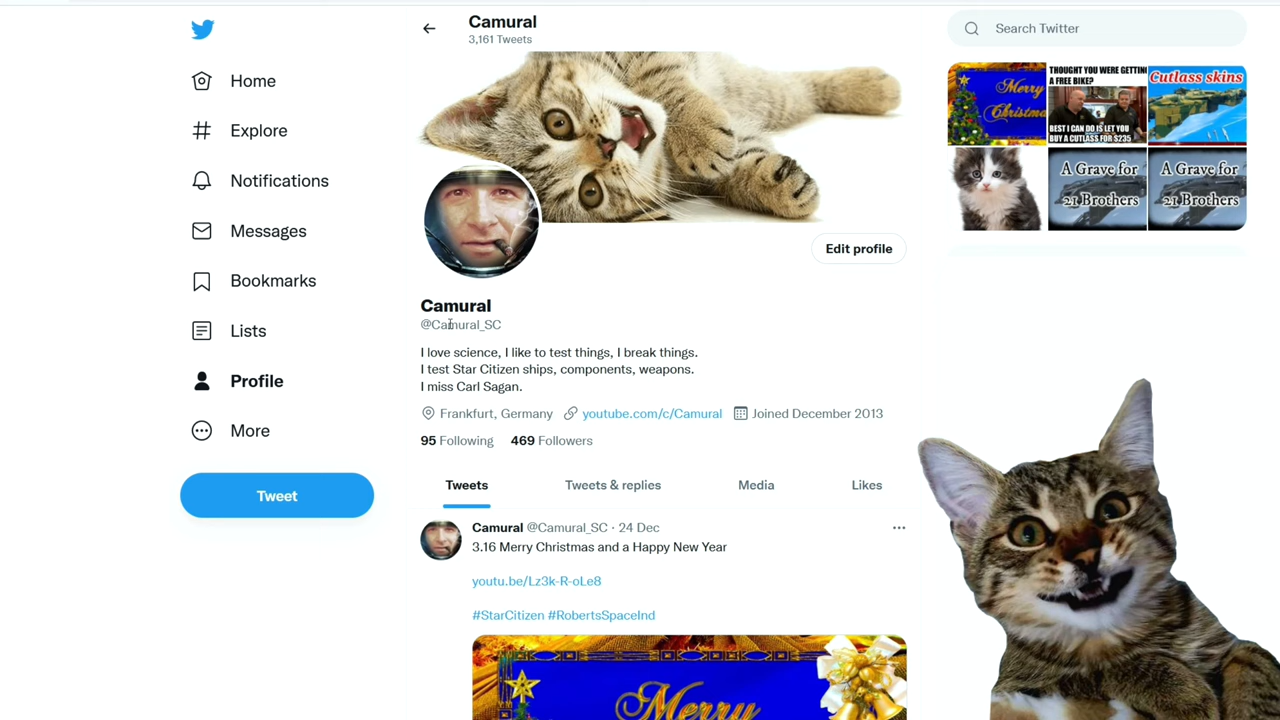 Home
Explore
Notifications
Messages
Bookmarks
Lists
Profile
More
Tweet
Camural
3,161 Tweets
Edit profile
Camural
@Camural_SC
I love science, I like to test things, I break things.
I test Star Citizen ships, components, weapons.
I miss Carl Sagan.
Frankfurt, Germany youtube.com/c/Camural Joined December 2013
95 Following 469 Followers
Tweets Tweets & replies Media Likes
Camural @Camural_SC · 24 Dec
3.16 Merry Christmas and a Happy New Year
youtu.be/Lz3k-R-oLe8
#StarCitizen #RobertsSpaceInd
Merry
Search Twitter
Merry
Christmas
THOUGHT YOU WERE GETTING
A FREE BIKE?
BEST I CAN DO IS LET YOU
BUY A CUTLASS FOR $235
Cutlass skins
A Grave for
21 Brothers
A Grave for
21 Brothers